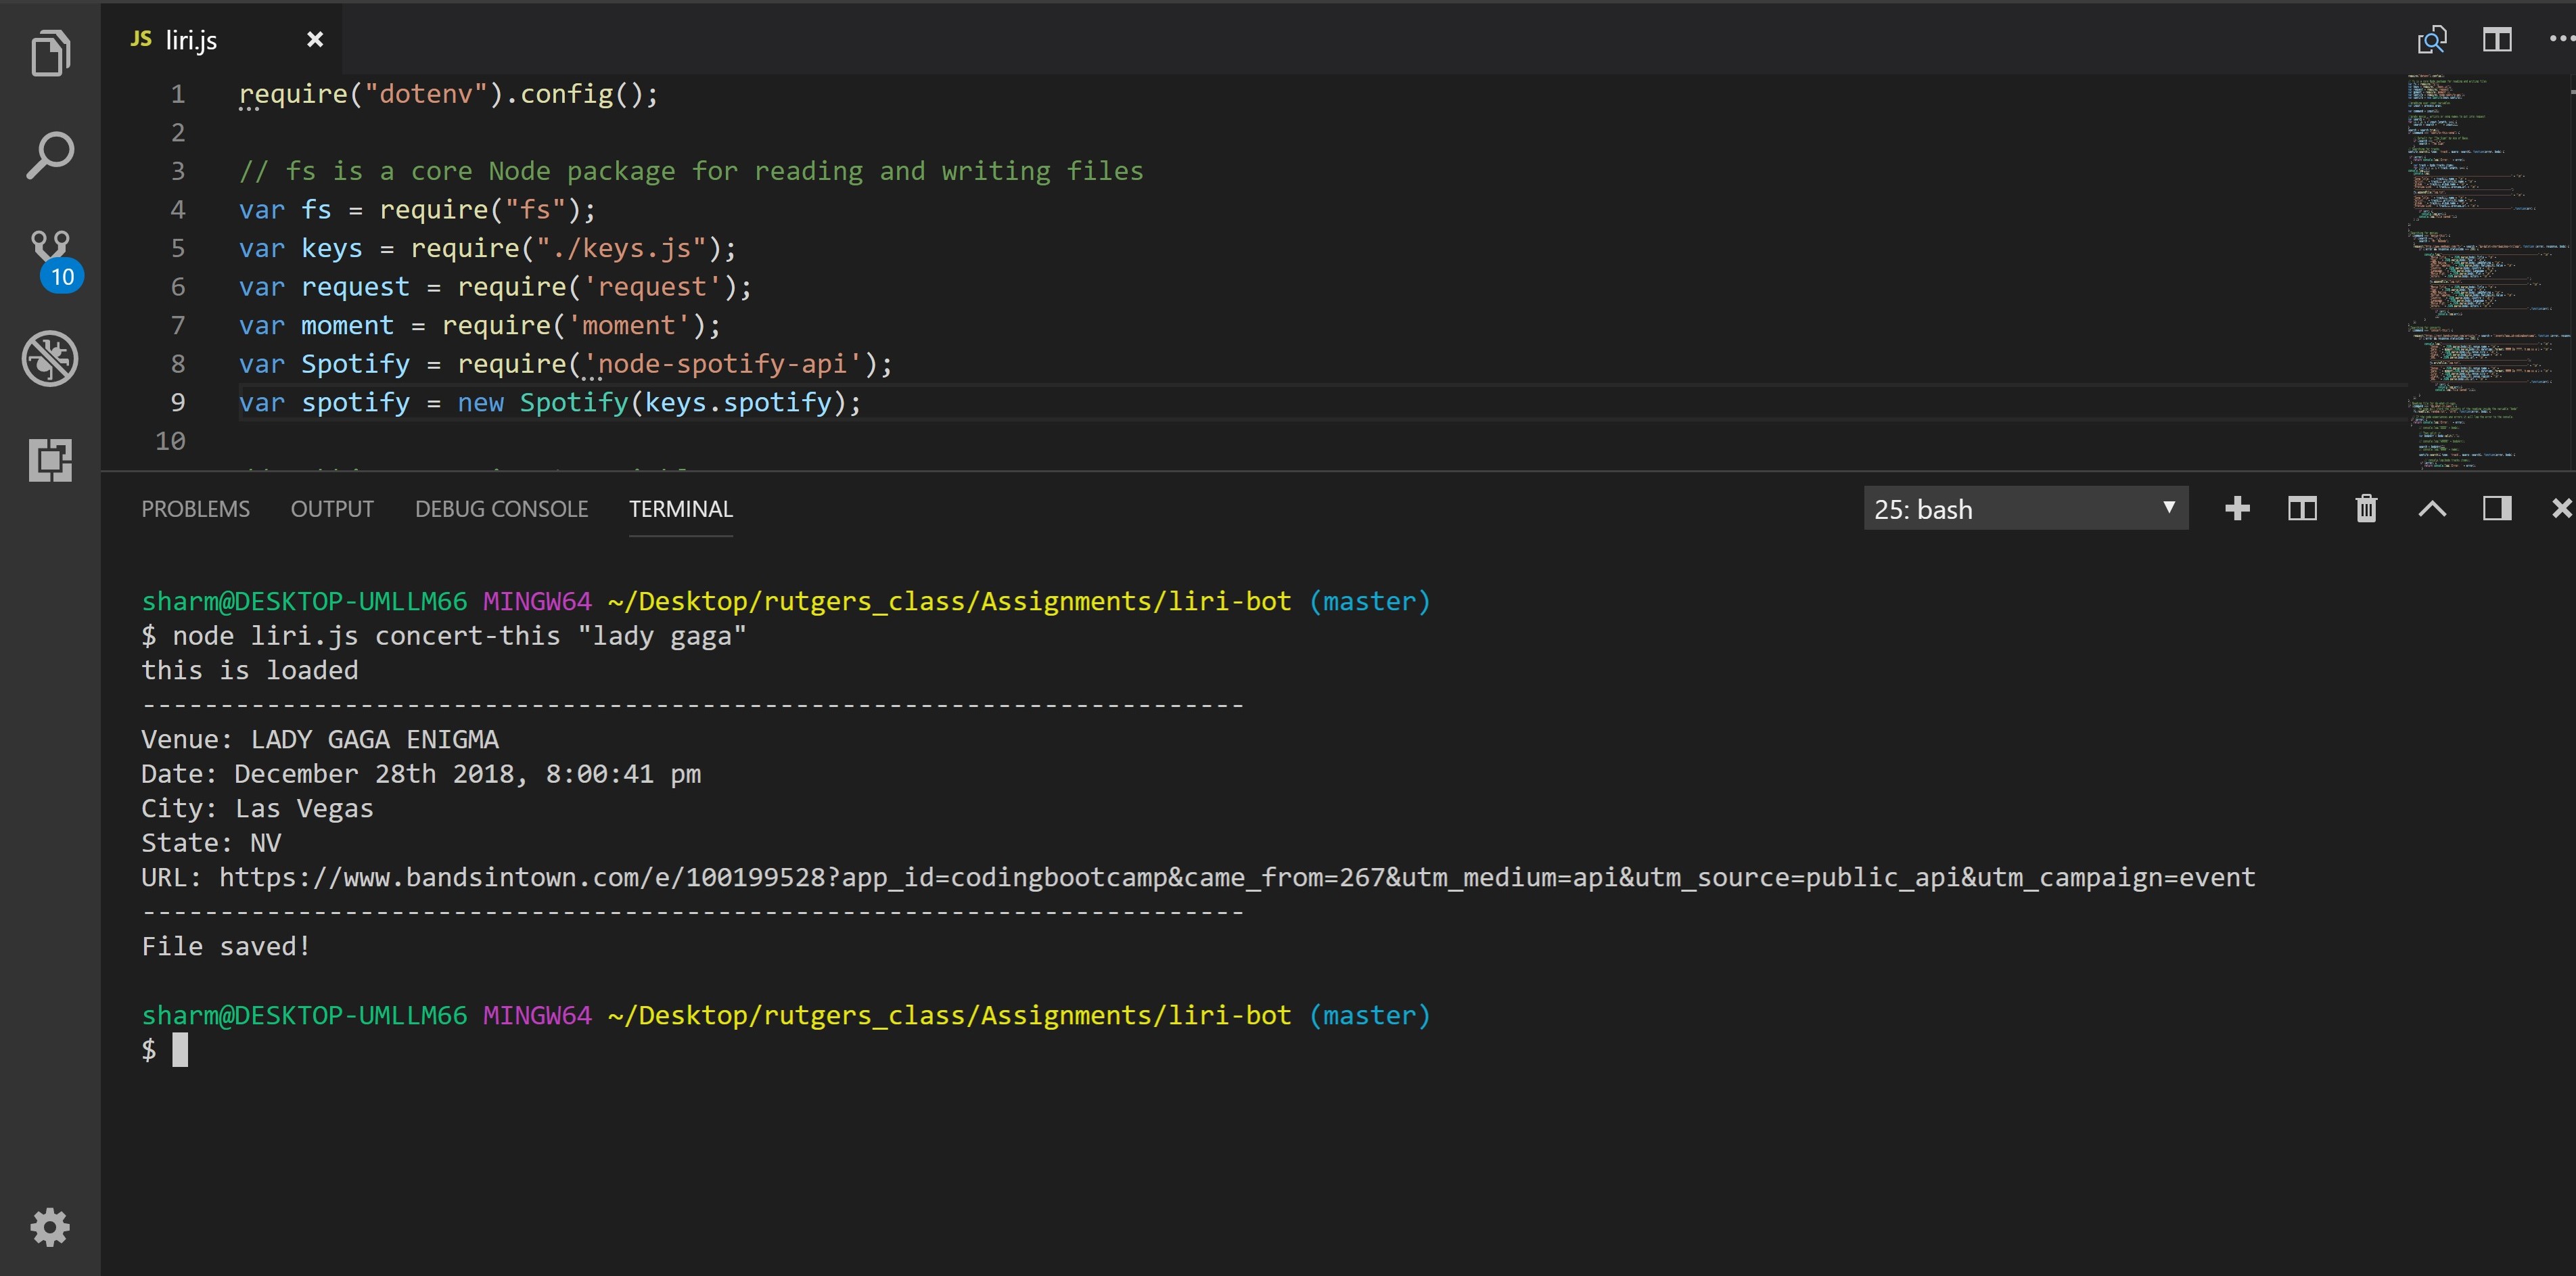 JS liri.js
1 require("dotenv").config();
2
3 // fs is a core Node package for reading and writing files
4 var fs = require("fs");
5 var keys = require("./keys.js");
6 var request = require('request');
7 var moment = require('moment');
8 var Spotify = require('node-spotify-api');
9 var spotify = new Spotify(keys.spotify);
10
10
PROBLEMS OUTPUT DEBUG CONSOLE TERMINAL 25: bash
sharm@DESKTOP-UMLLM66 MINGW64 ~/Desktop/rutgers_class/Assignments/liri-bot (master)
$ node liri.js concert-this "lady gaga"
this is loaded
-----------------------------------------------------------------------
Venue: LADY GAGA ENIGMA
Date: December 28th 2018, 8:00:41 pm
City: Las Vegas
State: NV
URL: https://www.bandsintown.com/e/100199528?app_id=codingbootcamp&came_from=267&utm_medium=api&utm_source=public_api&utm_campaign=event
-----------------------------------------------------------------------
File saved!
sharm@DESKTOP-UMLLM66 MINGW64 ~/Desktop/rutgers_class/Assignments/liri-bot (master)
$